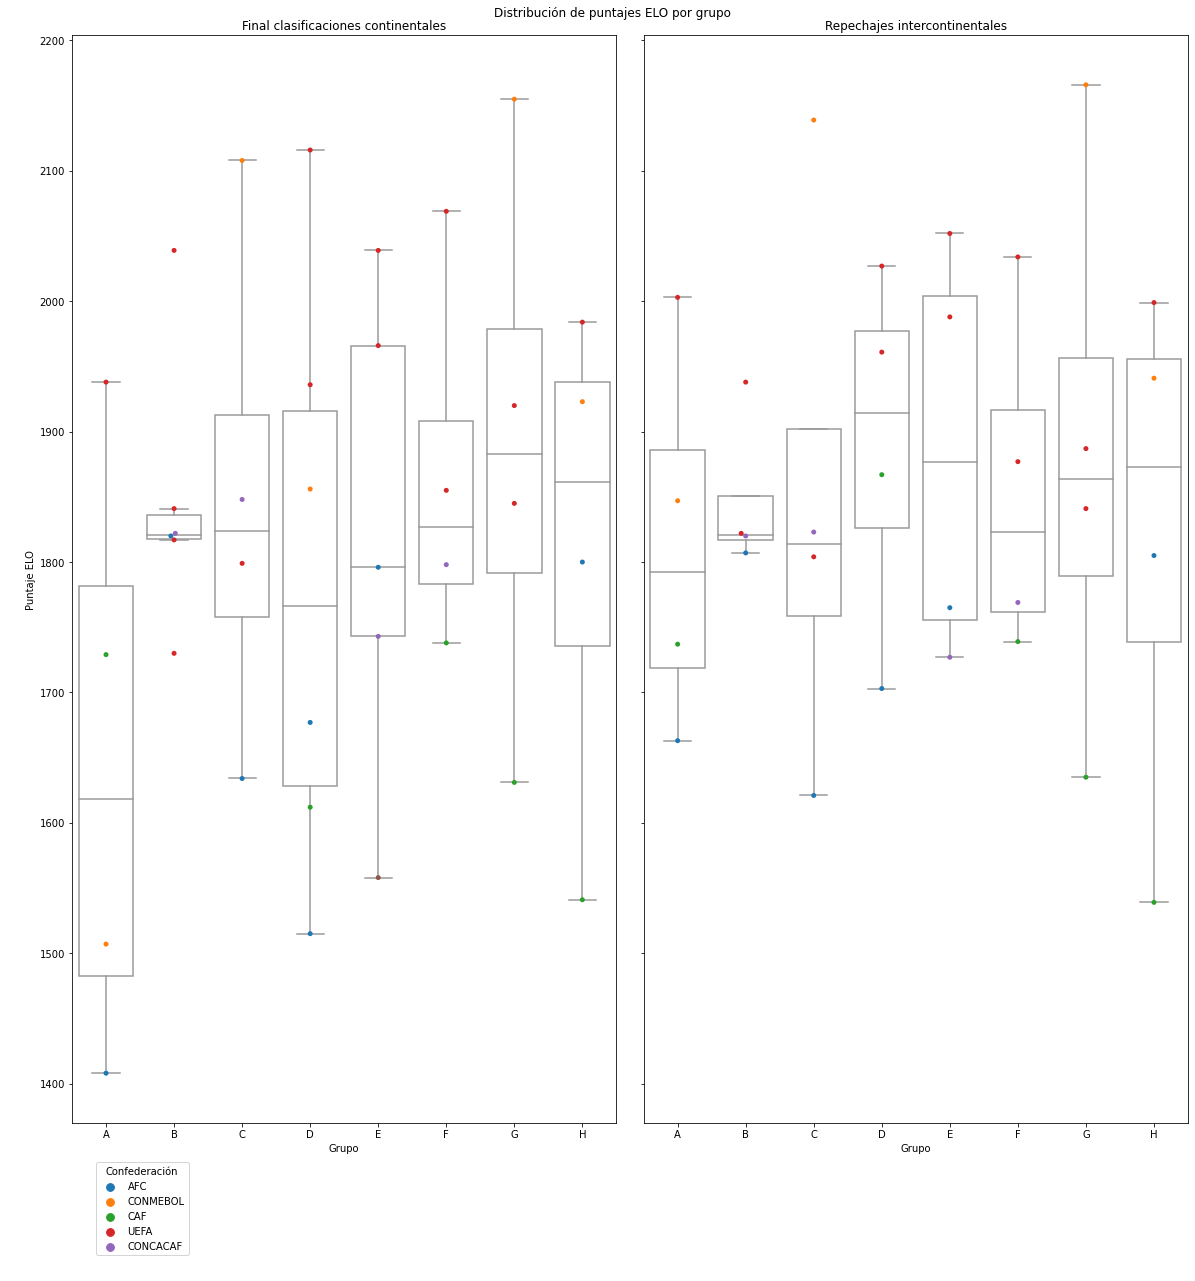 Distribución de puntajes ELO por grupo
Final clasificaciones continentales
Repechajes intercontinentales
Puntaje ELO
2200
2100
2000
1900
1800
1700
1600
1500
1400
A B C D E F G H
A B C D E F G H
Grupo
Grupo
Confederación
AFC
CONMEBOL
CAF
UEFA
CONCACAF